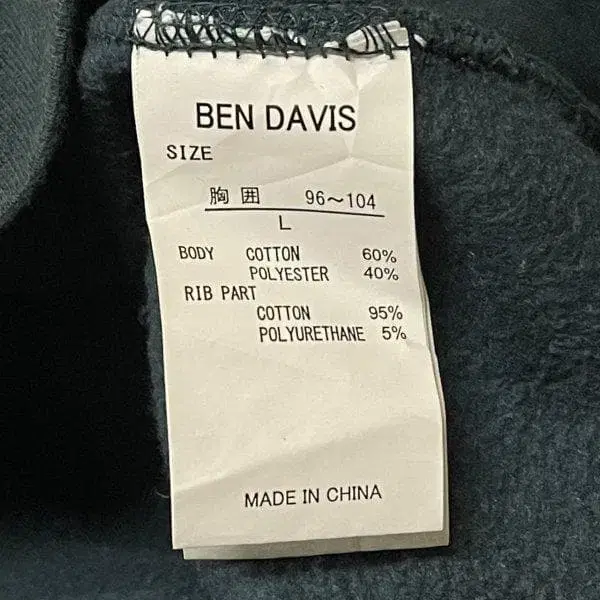 BEN DAVIS
SIZE
胸囲 96~104
L
BODY COTTON 60%
POLYESTER 40%
RIB PART
COTTON 95%
POLYURETHANE 5%
MADE IN CHINA